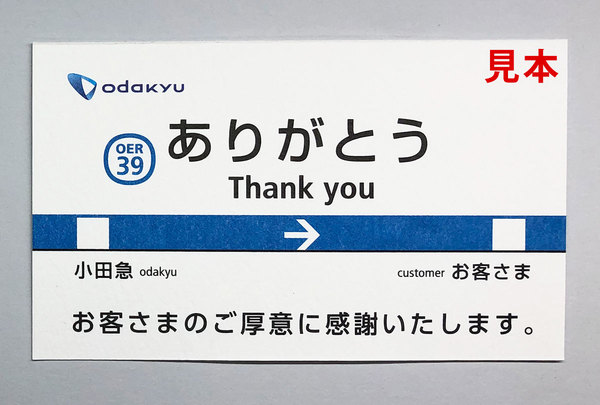 odakyu
見本
OER
39
ありがとう
Thank you
小田急 odakyu
customer お客さま
お客さまのご厚意に感謝いたします。